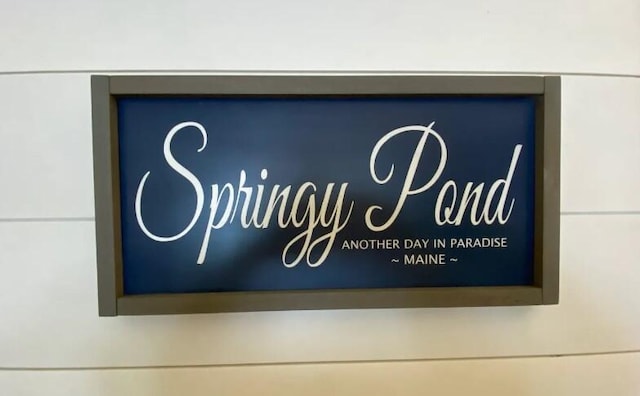 Springy Pond
ANOTHER DAY IN PARADISE
~ MAINE ~